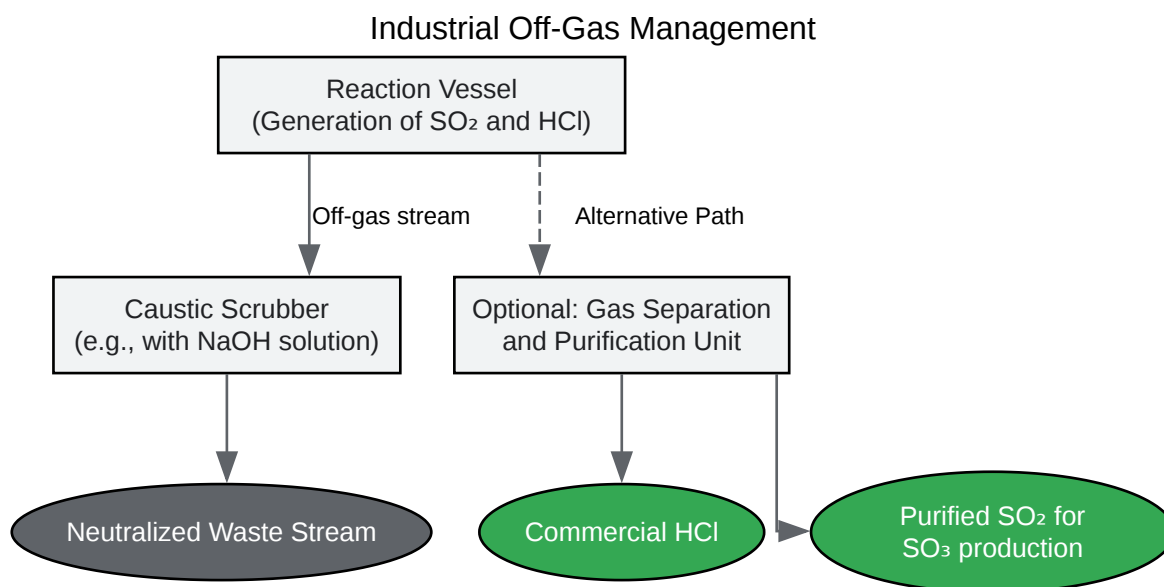 Industrial Off-Gas Management
Reaction Vessel
(Generation of SO₂ and HCl)
Off-gas stream
Alternative Path
Caustic Scrubber
(e.g., with NaOH solution)
Optional: Gas Separation
and Purification Unit
Neutralized Waste Stream
Commercial HCl
Purified SO₂ for
SO₃ production